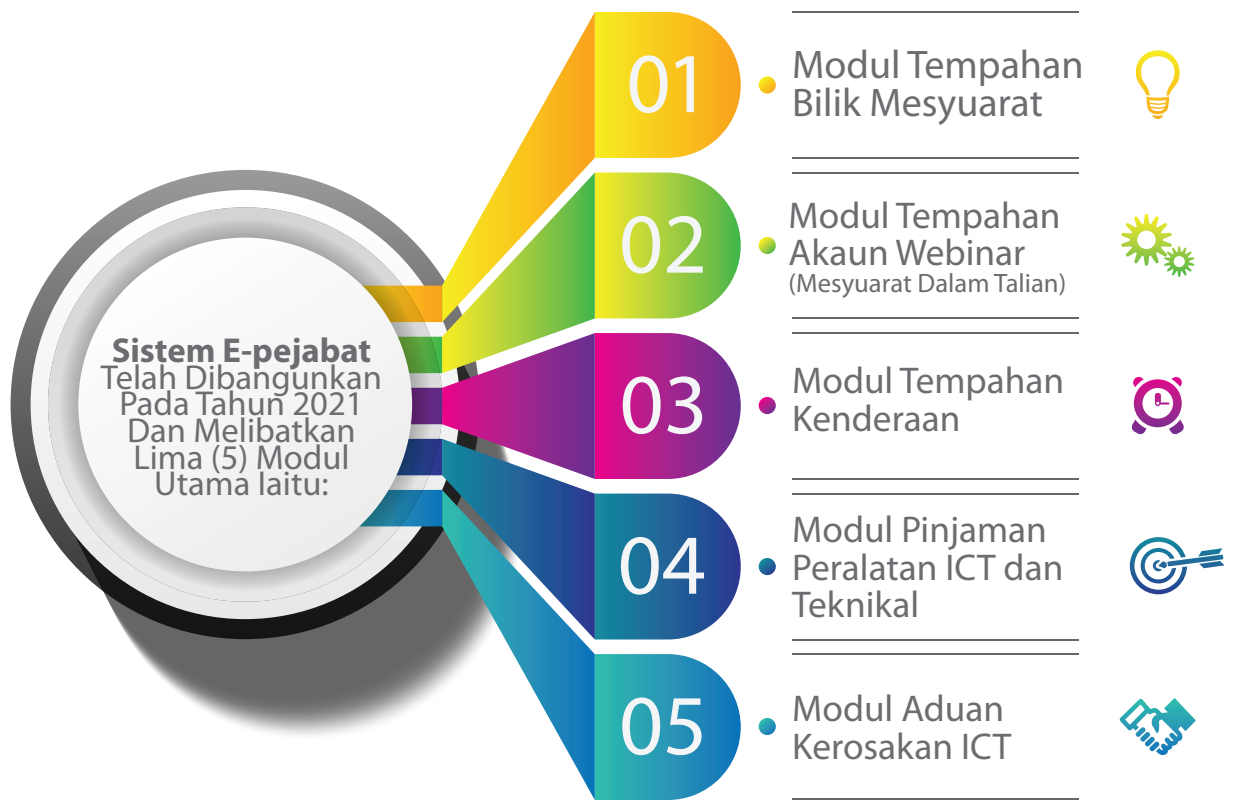 Sistem E-pejabat
Telah Dibangunkan
Pada Tahun 2021
Dan Melibatkan
Lima (5) Modul
Utama Iaitu:
01
Modul Tempahan
Bilik Mesyuarat
02
Modul Tempahan
Akaun Webinar
(Mesyuarat Dalam Talian)
03
Modul Tempahan
Kenderaan
04
Modul Pinjaman
Peralatan ICT dan
Teknikal
05
Modul Aduan
Kerosakan ICT